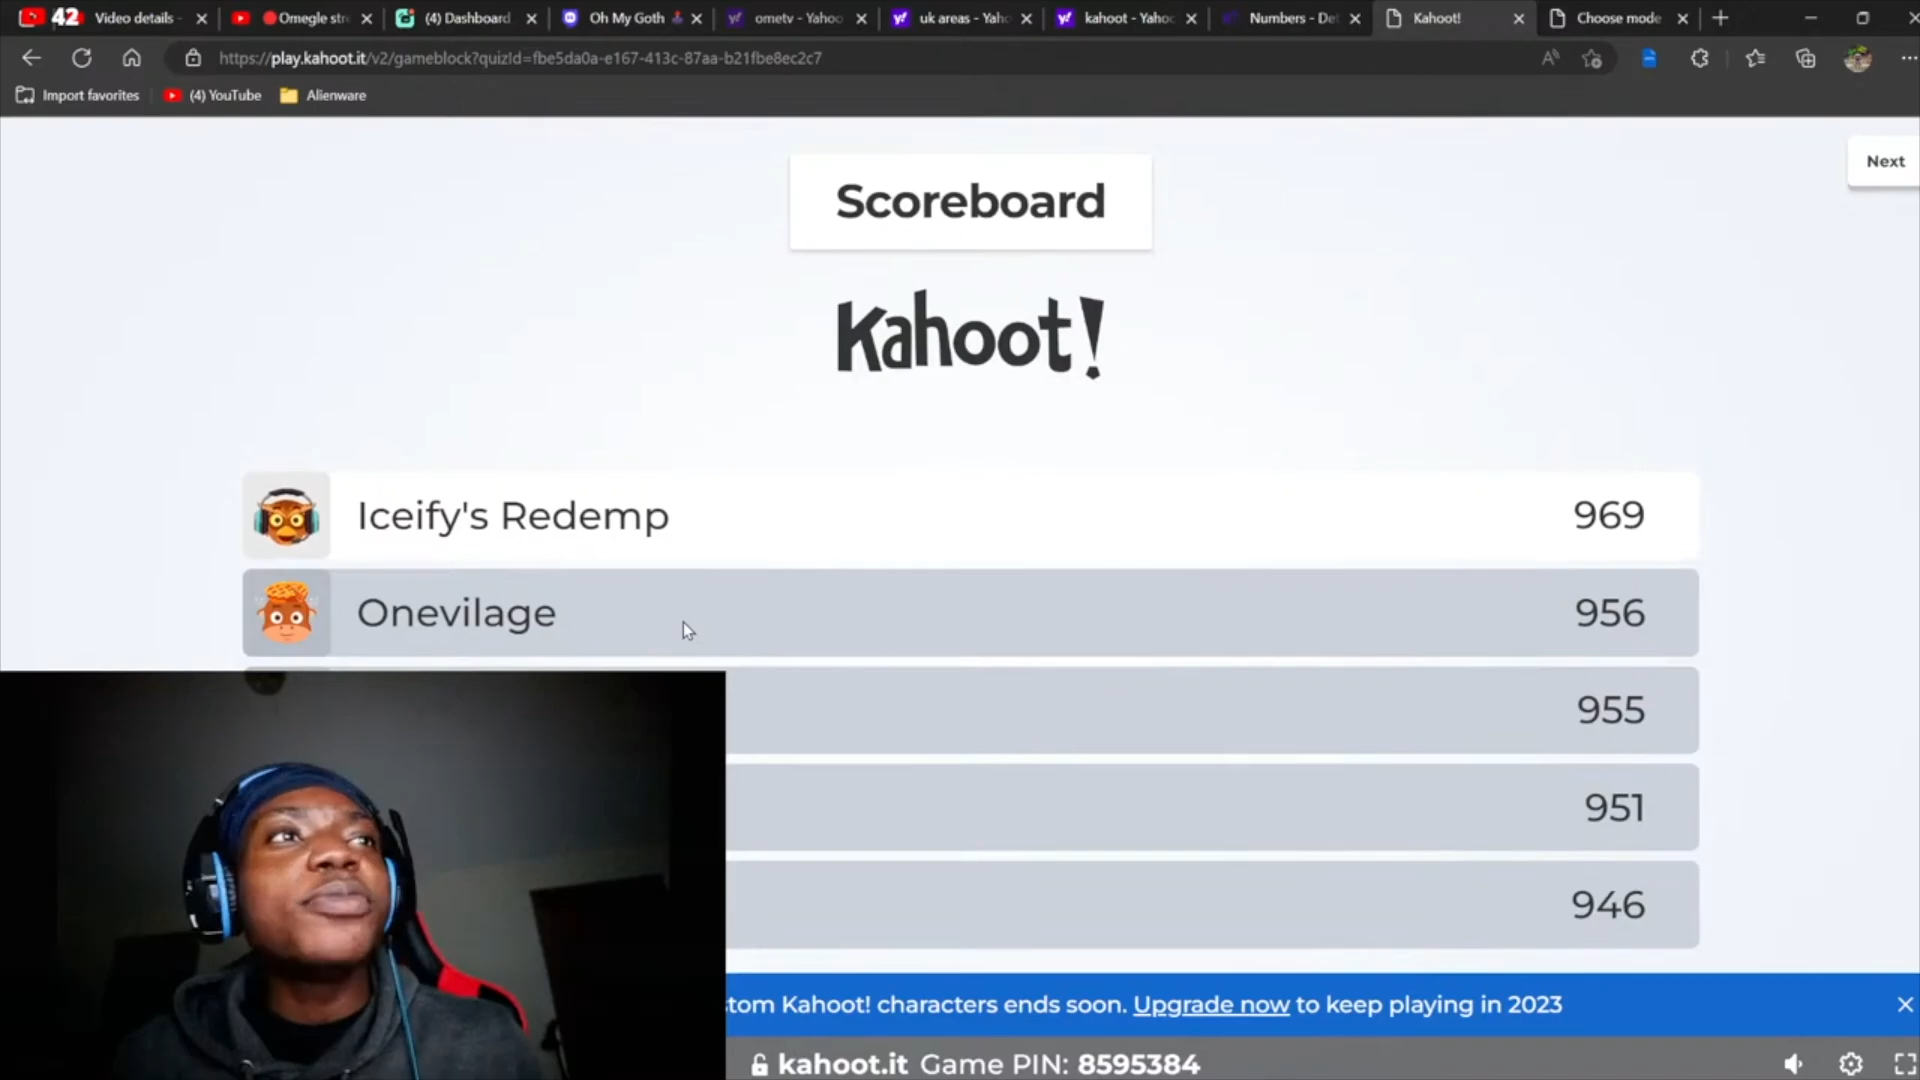 42 Video details -
Omegle str
(4) Dashboard
Oh My Goth
ometv - Yahoo
uk areas - Yaho
kahoot - Yahoo
Numbers - De
Kahoot!
Choose mode
https://play.kahoot.it/v2/gameblock?quizId=fbe5da0a-e167-413c-87aa-b21fbe8ec2c7
Import favorites
(4) YouTube
Alienware
Next
Scoreboard
Kahoot!
Iceify's Redemp 969
Onevilage 956
955
951
946
tom Kahoot! characters ends soon. Upgrade now to keep playing in 2023
kahoot.it Game PIN: 8595384